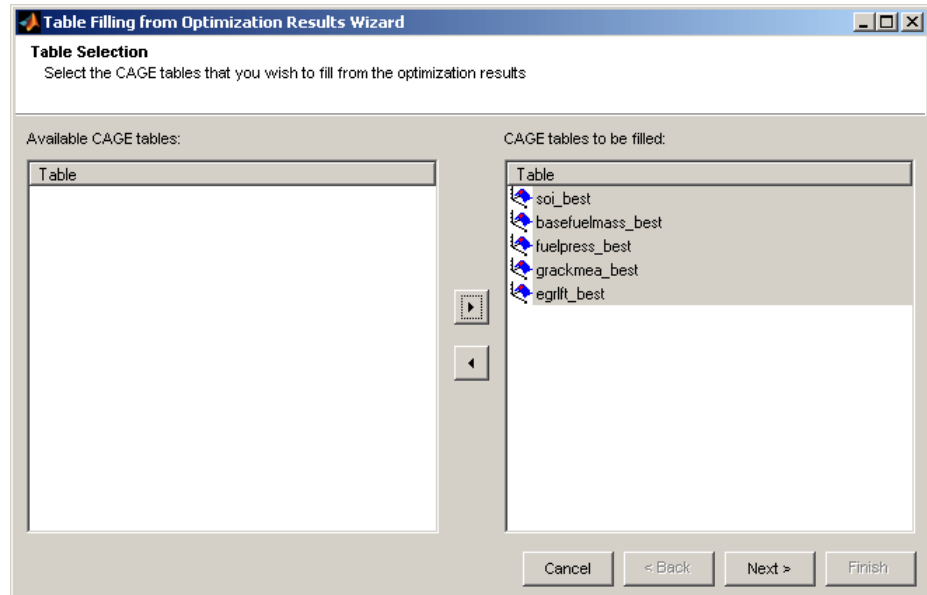 Table Filling from Optimization Results Wizard
Table Selection
Select the CAGE tables that you wish to fill from the optimization results
Available CAGE tables:
CAGE tables to be filled:
Table
Table
soi_best
basefuelmass_best
fuelpress_best
grackmea_best
egrlft_best
Cancel
< Back
Next >
Finish